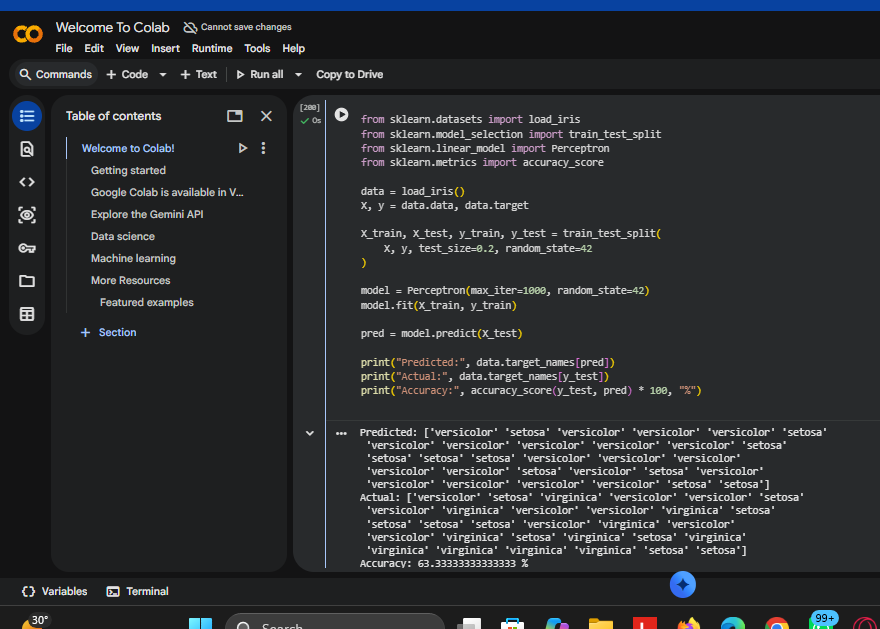 Welcome To Colab
Cannot save changes
File Edit View Insert Runtime Tools Help
Commands + Code + Text Run all Copy to Drive
Table of contents
Welcome to Colab!
Getting started
Google Colab is available in V...
Explore the Gemini API
Data science
Machine learning
More Resources
Featured examples
+ Section
[200]
0s
from sklearn.datasets import load_iris
from sklearn.model_selection import train_test_split
from sklearn.linear_model import Perceptron
from sklearn.metrics import accuracy_score
data = load_iris()
X, y = data.data, data.target
X_train, X_test, y_train, y_test = train_test_split(
X, y, test_size=0.2, random_state=42
)
model = Perceptron(max_iter=1000, random_state=42)
model.fit(X_train, y_train)
pred = model.predict(X_test)
print("Predicted:", data.target_names[pred])
print("Actual:", data.target_names[y_test])
print("Accuracy:", accuracy_score(y_test, pred) * 100, "%")
Predicted: ['versicolor' 'setosa' 'versicolor' 'versicolor' 'versicolor' 'setosa'
'versicolor' 'versicolor' 'versicolor' 'versicolor' 'versicolor' 'setosa'
'setosa' 'setosa' 'setosa' 'versicolor' 'versicolor' 'versicolor'
'versicolor' 'versicolor' 'setosa' 'versicolor' 'setosa' 'versicolor'
'versicolor' 'versicolor' 'versicolor' 'versicolor' 'setosa' 'setosa']
Actual: ['versicolor' 'setosa' 'virginica' 'versicolor' 'versicolor' 'setosa'
'versicolor' 'virginica' 'versicolor' 'versicolor' 'virginica' 'setosa'
'setosa' 'setosa' 'setosa' 'versicolor' 'virginica' 'versicolor'
'versicolor' 'virginica' 'setosa' 'virginica' 'setosa' 'virginica'
'virginica' 'virginica' 'virginica' 'virginica' 'setosa' 'setosa']
Accuracy: 63.33333333333333 %
Variables Terminal
30°
Search
99+